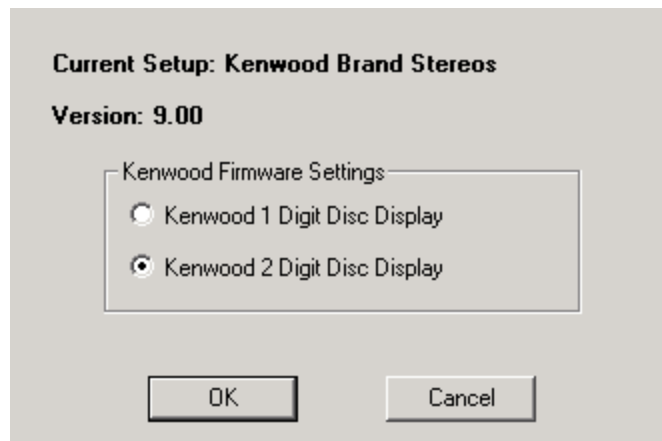 Current Setup: Kenwood Brand Stereos
Version: 9.00
Kenwood Firmware Settings
Kenwood 1 Digit Disc Display
Kenwood 2 Digit Disc Display
OK
Cancel